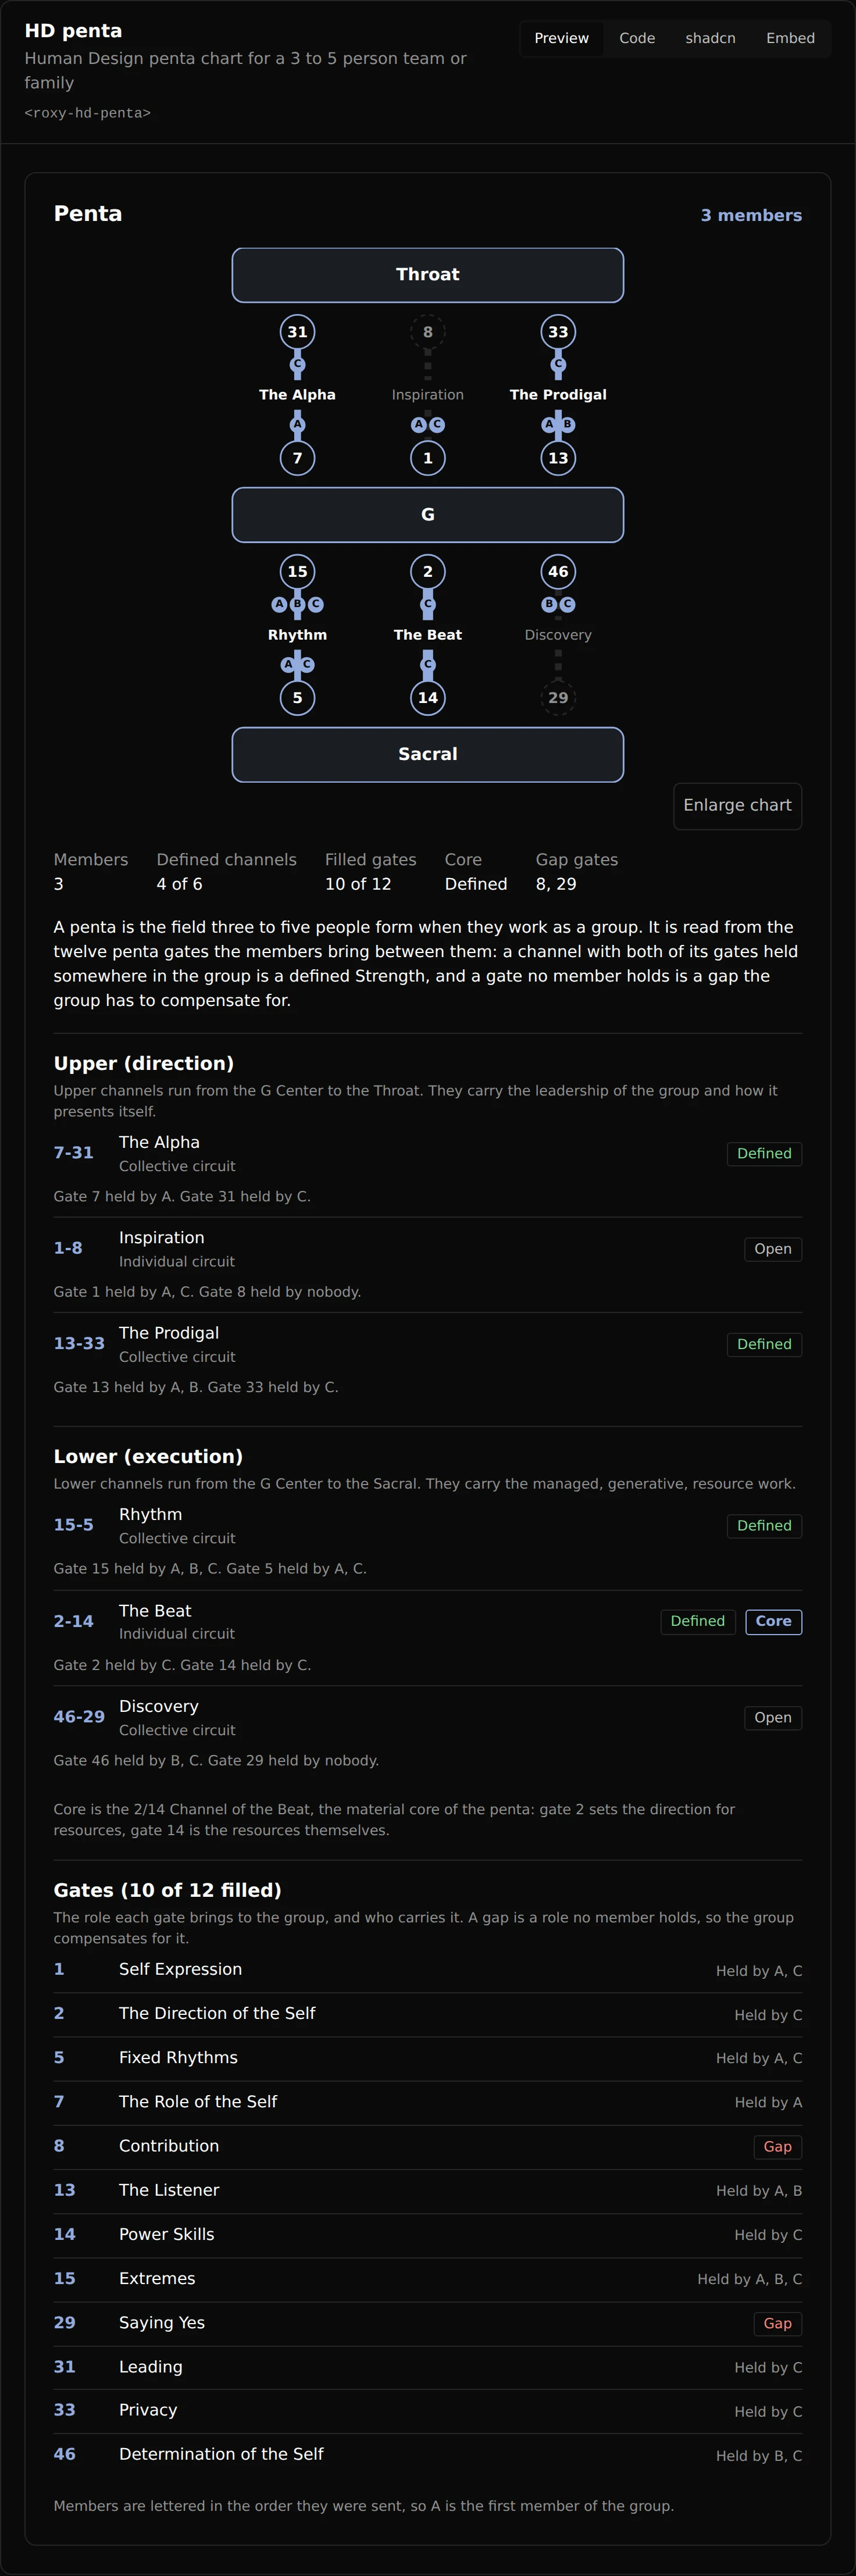 HD penta
Human Design penta chart for a 3 to 5 person team or
family
<roxy-hd-penta>
Preview Code shadcn Embed
Penta
3 members
Throat
31 8 33
C C
The Alpha Inspiration The Prodigal
A A C A B
7 1 13
G
15 2 46
A B C C B C
Rhythm The Beat Discovery
A C C
5 14 29
Sacral
Enlarge chart
Members Defined channels Filled gates Core Gap gates
3 4 of 6 10 of 12 Defined 8, 29
A penta is the field three to five people form when they work as a group. It is read from the
twelve penta gates the members bring between them: a channel with both of its gates held
somewhere in the group is a defined Strength, and a gate no member holds is a gap the
group has to compensate for.
Upper (direction)
Upper channels run from the G Center to the Throat. They carry the leadership of the group and how it
presents itself.
7-31 The Alpha Defined
Collective circuit
Gate 7 held by A. Gate 31 held by C.
1-8 Inspiration Open
Individual circuit
Gate 1 held by A, C. Gate 8 held by nobody.
13-33 The Prodigal Defined
Collective circuit
Gate 13 held by A, B. Gate 33 held by C.
Lower (execution)
Lower channels run from the G Center to the Sacral. They carry the managed, generative, resource work.
15-5 Rhythm Defined
Collective circuit
Gate 15 held by A, B, C. Gate 5 held by A, C.
2-14 The Beat Defined Core
Individual circuit
Gate 2 held by C. Gate 14 held by C.
46-29 Discovery Open
Collective circuit
Gate 46 held by B, C. Gate 29 held by nobody.
Core is the 2/14 Channel of the Beat, the material core of the penta: gate 2 sets the direction for
resources, gate 14 is the resources themselves.
Gates (10 of 12 filled)
The role each gate brings to the group, and who carries it. A gap is a role no member holds, so the group
compensates for it.
1 Self Expression Held by A, C
2 The Direction of the Self Held by C
5 Fixed Rhythms Held by A, C
7 The Role of the Self Held by A
8 Contribution Gap
13 The Listener Held by A, B
14 Power Skills Held by C
15 Extremes Held by A, B, C
29 Saying Yes Gap
31 Leading Held by C
33 Privacy Held by C
46 Determination of the Self Held by B, C
Members are lettered in the order they were sent, so A is the first member of the group.